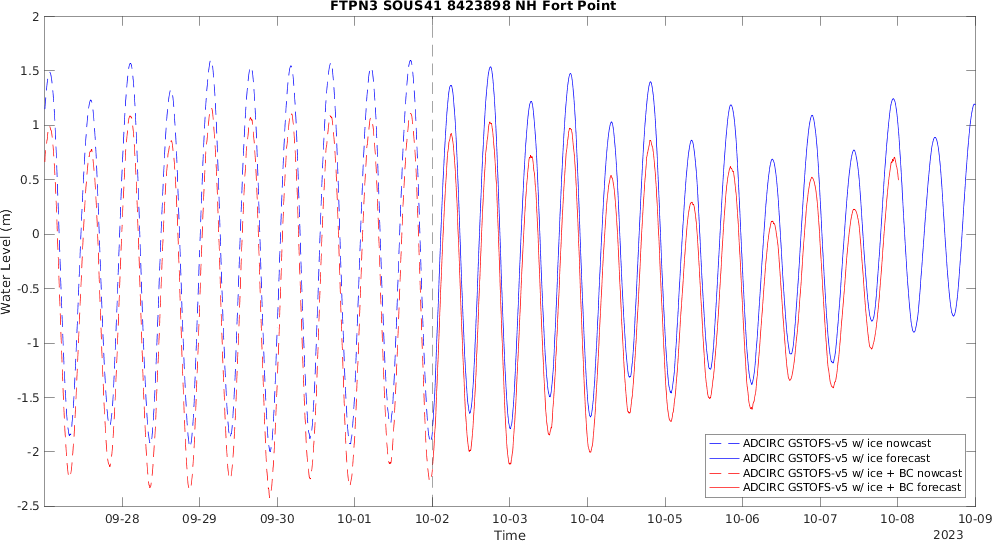 FTPN3 SOUS41 8423898 NH Fort Point
Water Level (m)
2
1.5
1
0.5
0
-0.5
-1
-1.5
-2
-2.5
ADCIRC GSTOFS-v5 w/ ice nowcast
ADCIRC GSTOFS-v5 w/ ice forecast
ADCIRC GSTOFS-v5 w/ ice + BC nowcast
ADCIRC GSTOFS-v5 w/ ice + BC forecast
09-28 09-29 09-30 10-01 10-02 10-03 10-04 10-05 10-06 10-07 10-08 10-09
Time
2023